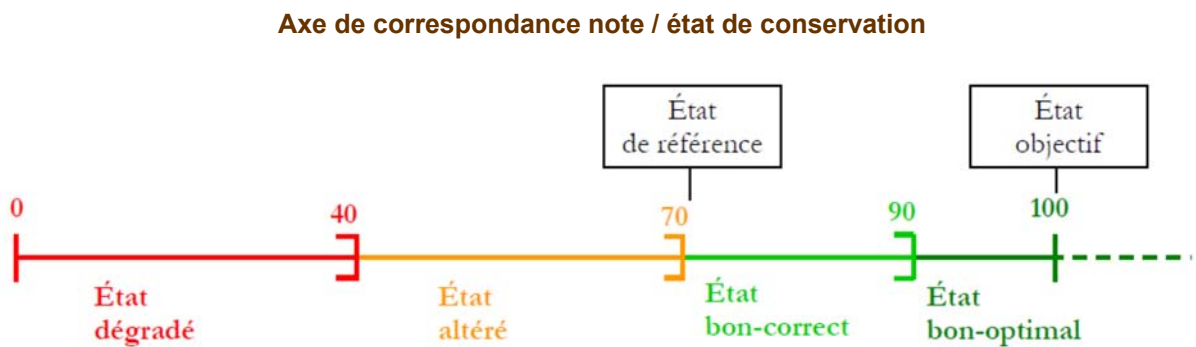 Axe de correspondance note / état de conservation
État
de référence
État
objectif
0
40
70
90
100
État
dégradé
État
altéré
État
bon-correct
État
bon-optimal